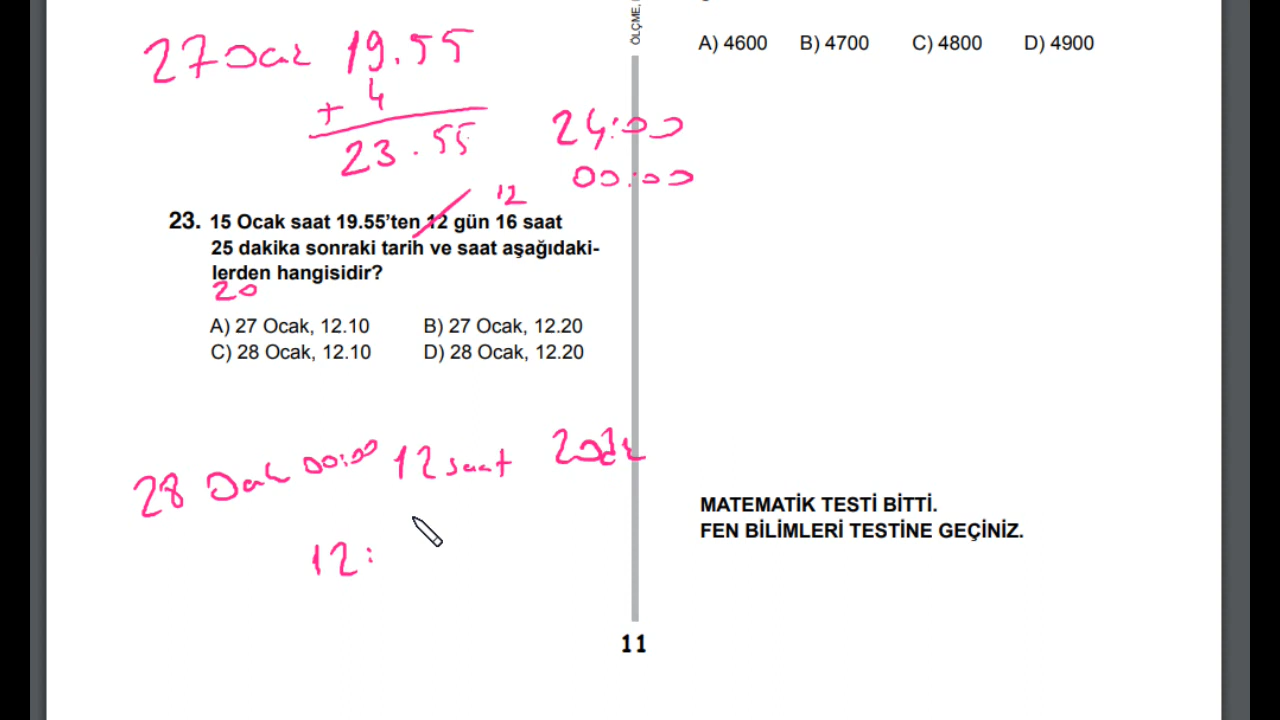 27 Ocak 19.55
+ 4
23.55
24:00
00:00
12
23. 15 Ocak saat 19.55'ten 12 gün 16 saat
25 dakika sonraki tarih ve saat aşağıdaki-
lerden hangisidir?
20
A) 27 Ocak, 12.10 B) 27 Ocak, 12.20
C) 28 Ocak, 12.10 D) 28 Ocak, 12.20
28 Ocak 00:00 12 saat 20dk
12:
11
ÖLÇME,
A) 4600 B) 4700 C) 4800 D) 4900
MATEMATİK TESTİ BİTTİ.
FEN BİLİMLERİ TESTİNE GEÇİNİZ.